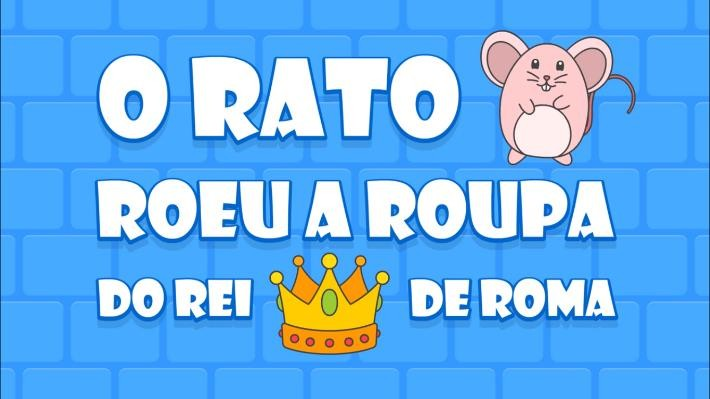 O RATO
ROEU A ROUPA
DO REI DE ROMA